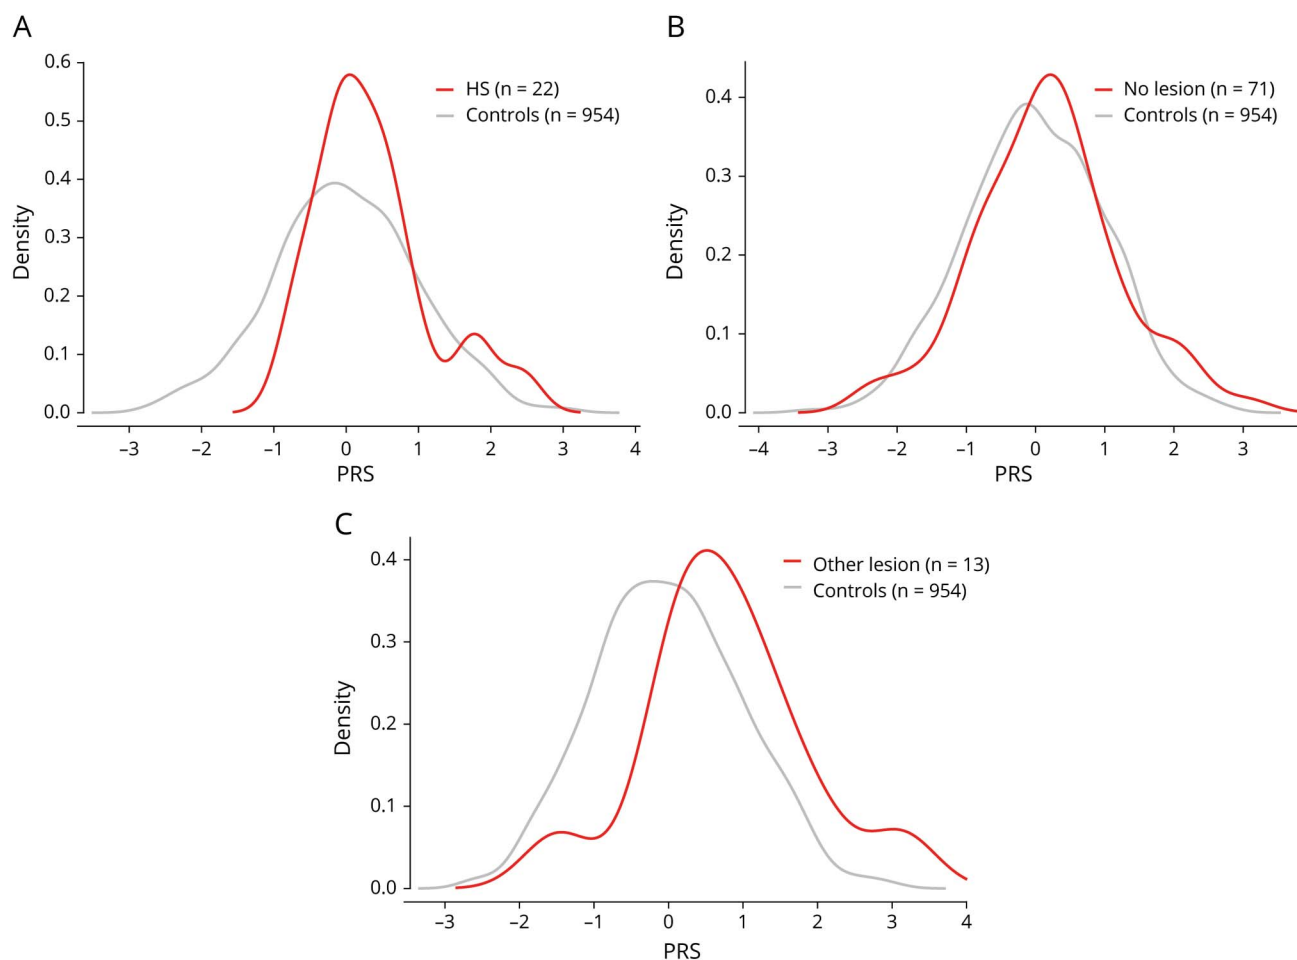 A
0.6
0.5
0.4
0.3
0.2
0.1
0.0
Density
HS (n = 22)
Controls (n = 954)
–3 –2 –1 0 1 2 3 4
PRS
B
0.4
0.3
0.2
0.1
0.0
Density
No lesion (n = 71)
Controls (n = 954)
–4 –3 –2 –1 0 1 2 3
PRS
C
0.4
0.3
0.2
0.1
0.0
Density
Other lesion (n = 13)
Controls (n = 954)
–3 –2 –1 0 1 2 3 4
PRS